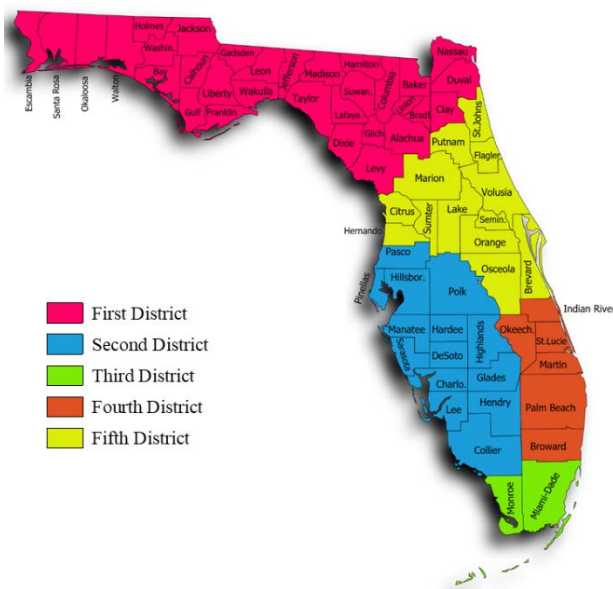 Holmes
Jackson
Washin.
Gadsden
Bay
Calhoun
Leon
Jefferson
Madison
Hamilton
Columbia
Baker
Nassau
Duval
Liberty
Wakulla
Taylor
Suwan.
Union
Clay
Gulf
Franklin
Lafaye.
Bradf.
St.Johns
Escambia
Santa Rosa
Okaloosa
Walton
Dixie
Gilch
Alachua
Putnam
Levy
Flagler
Marion
Volusia
Citrus
Sumter
Lake
Semin.
Hernando
Orange
Pasco
Osceola
Brevard
Pinellas
Hillsbor.
Polk
Indian River
First District
Manatee
Hardee
Highlands
Okeech.
St.Lucie
Second District
Sarasota
DeSoto
Martin
Third District
Charlo.
Glades
Fourth District
Lee
Hendry
Palm Beach
Fifth District
Collier
Broward
Monroe
Miami-Dade